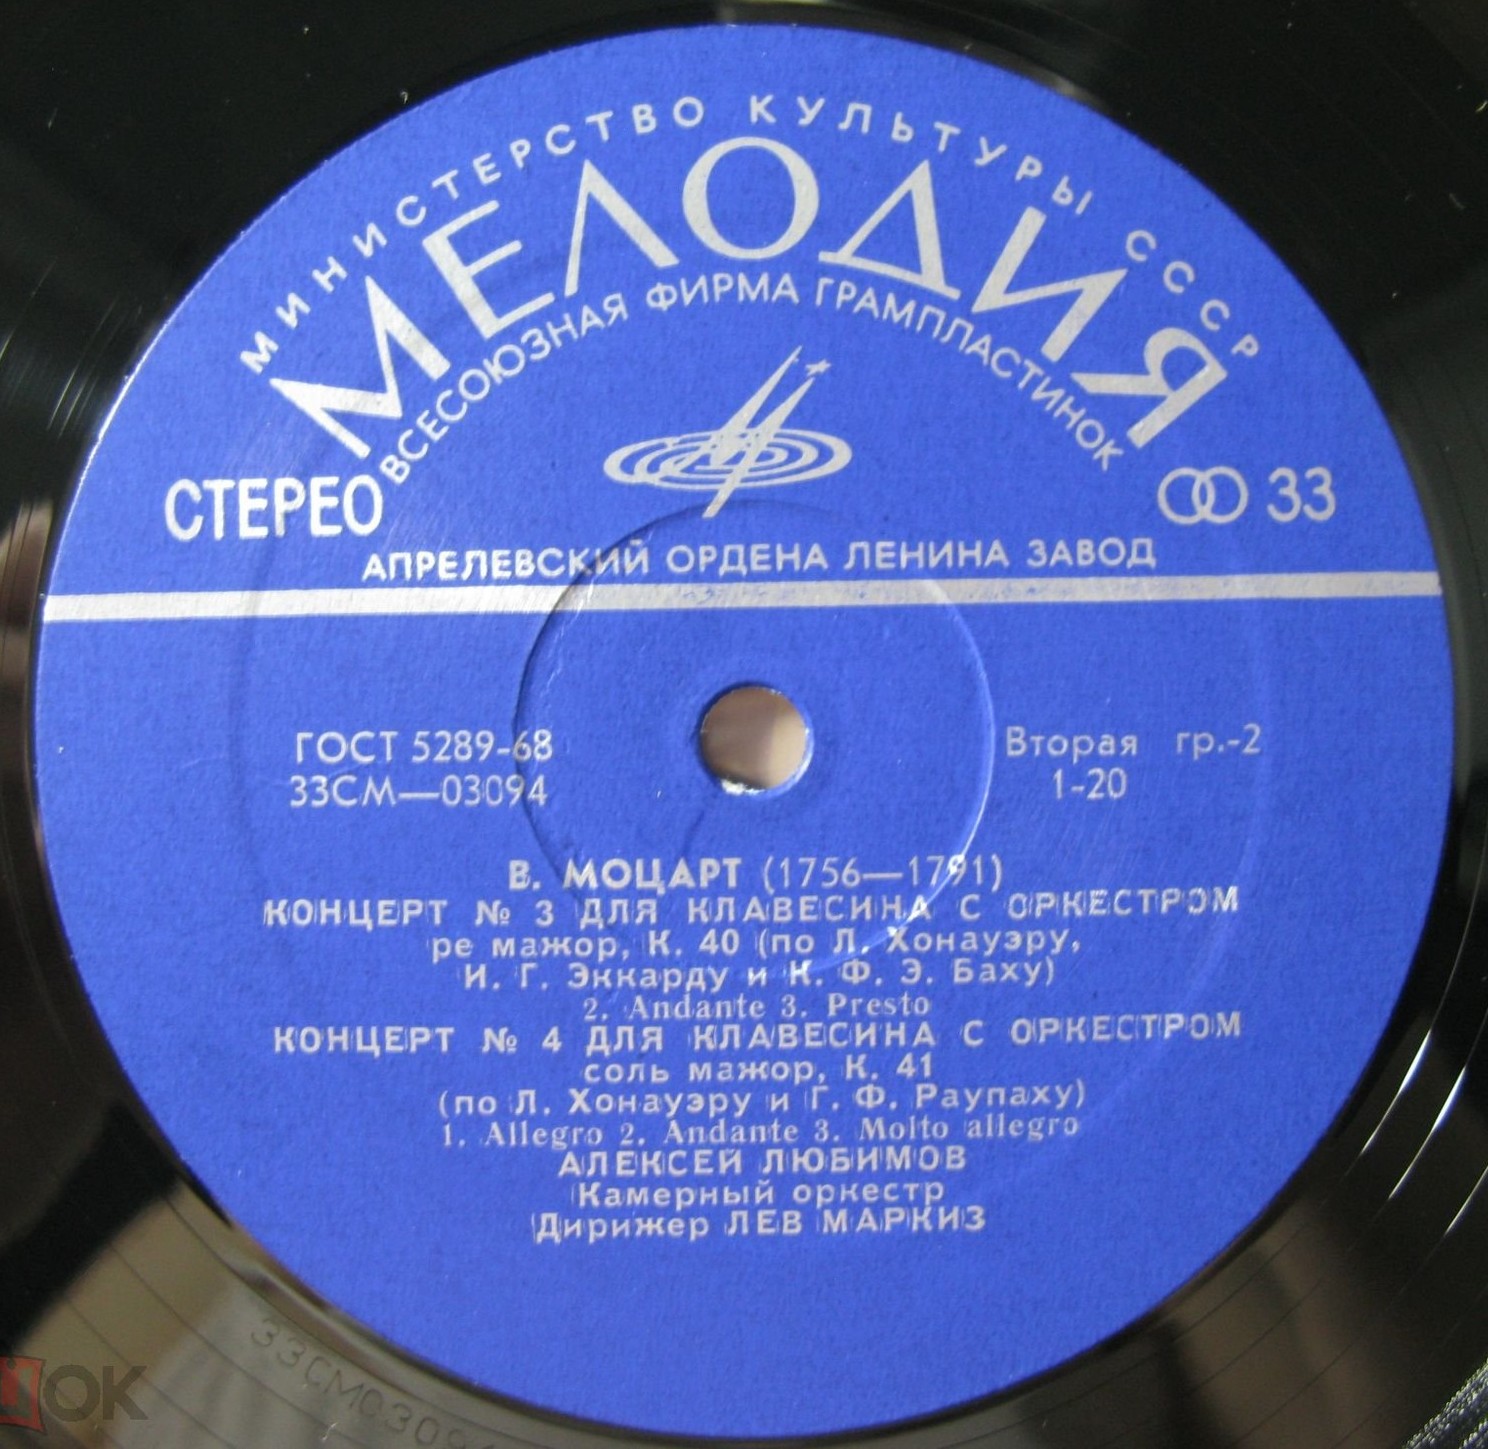 МИНИСТЕРСТВО КУЛЬТУРЫ СССР
МЕЛОДИЯ
ВСЕСОЮЗНАЯ ФИРМА ГРАМПЛАСТИНОК
СТЕРЕО
33
АПРЕЛЕВСКИЙ ОРДЕНА ЛЕНИНА ЗАВОД
ГОСТ 5289-68
33СМ—03094
Вторая гр.-2
1-20
В. МОЦАРТ (1756—1791)
КОНЦЕРТ № 3 ДЛЯ КЛАВЕСИНА С ОРКЕСТРОМ
ре мажор, К. 40 (по Л. Хонауэру,
И. Г. Эккарду и К. Ф. Э. Баху)
2. Andante 3. Presto
КОНЦЕРТ № 4 ДЛЯ КЛАВЕСИНА С ОРКЕСТРОМ
соль мажор, К. 41
(по Л. Хонауэру и Г. Ф. Раупаху)
1. Allegro 2. Andante 3. Molto allegro
АЛЕКСЕЙ ЛЮБИМОВ
Камерный оркестр
Дирижер ЛЕВ МАРКИЗ
33СМ0309